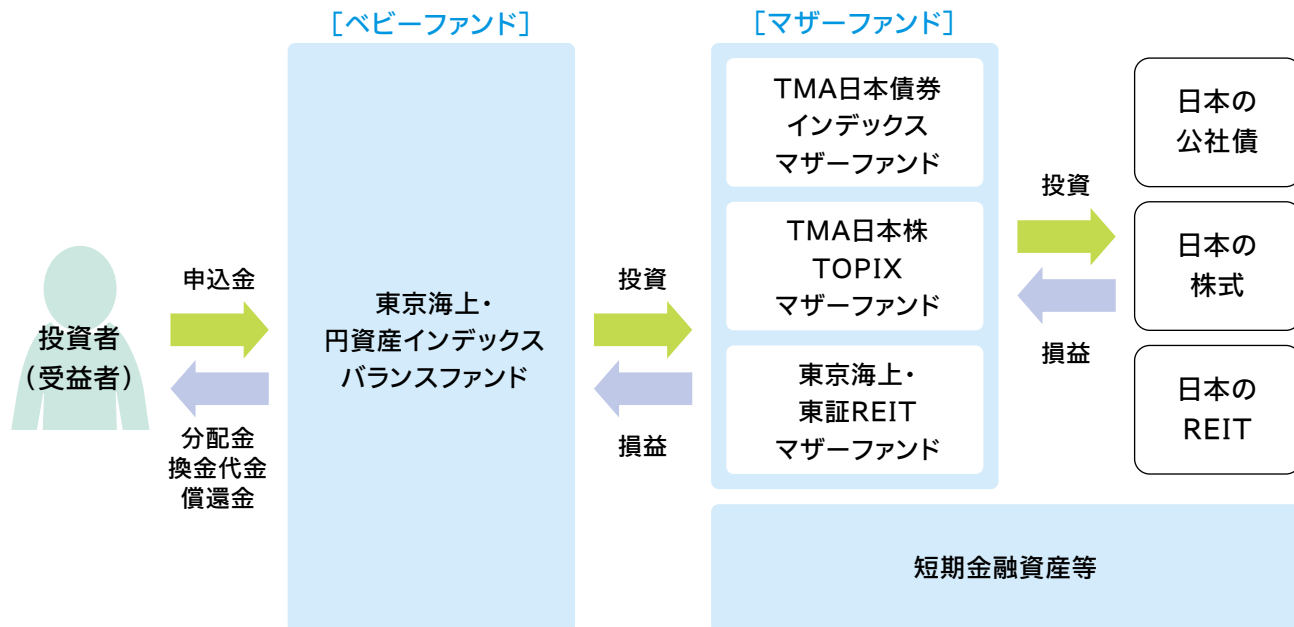 ［ベビーファンド］
［マザーファンド］
投資者
（受益者）
申込金
分配金
換金代金
償還金
東京海上・
円資産インデックス
バランスファンド
投資
損益
TMA日本債券
インデックス
マザーファンド
TMA日本株
TOPIX
マザーファンド
東京海上・
東証REIT
マザーファンド
投資
損益
日本の
公社債
日本の
株式
日本の
REIT
短期金融資産等